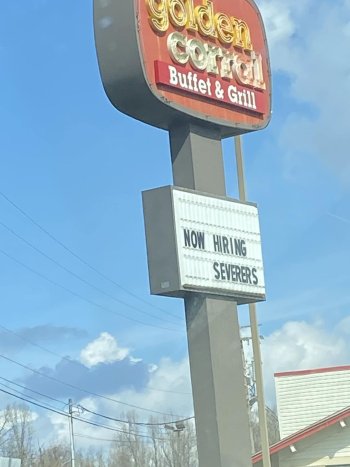 golden
corral
Buffet & Grill
NOW HIRING
SEVERERS